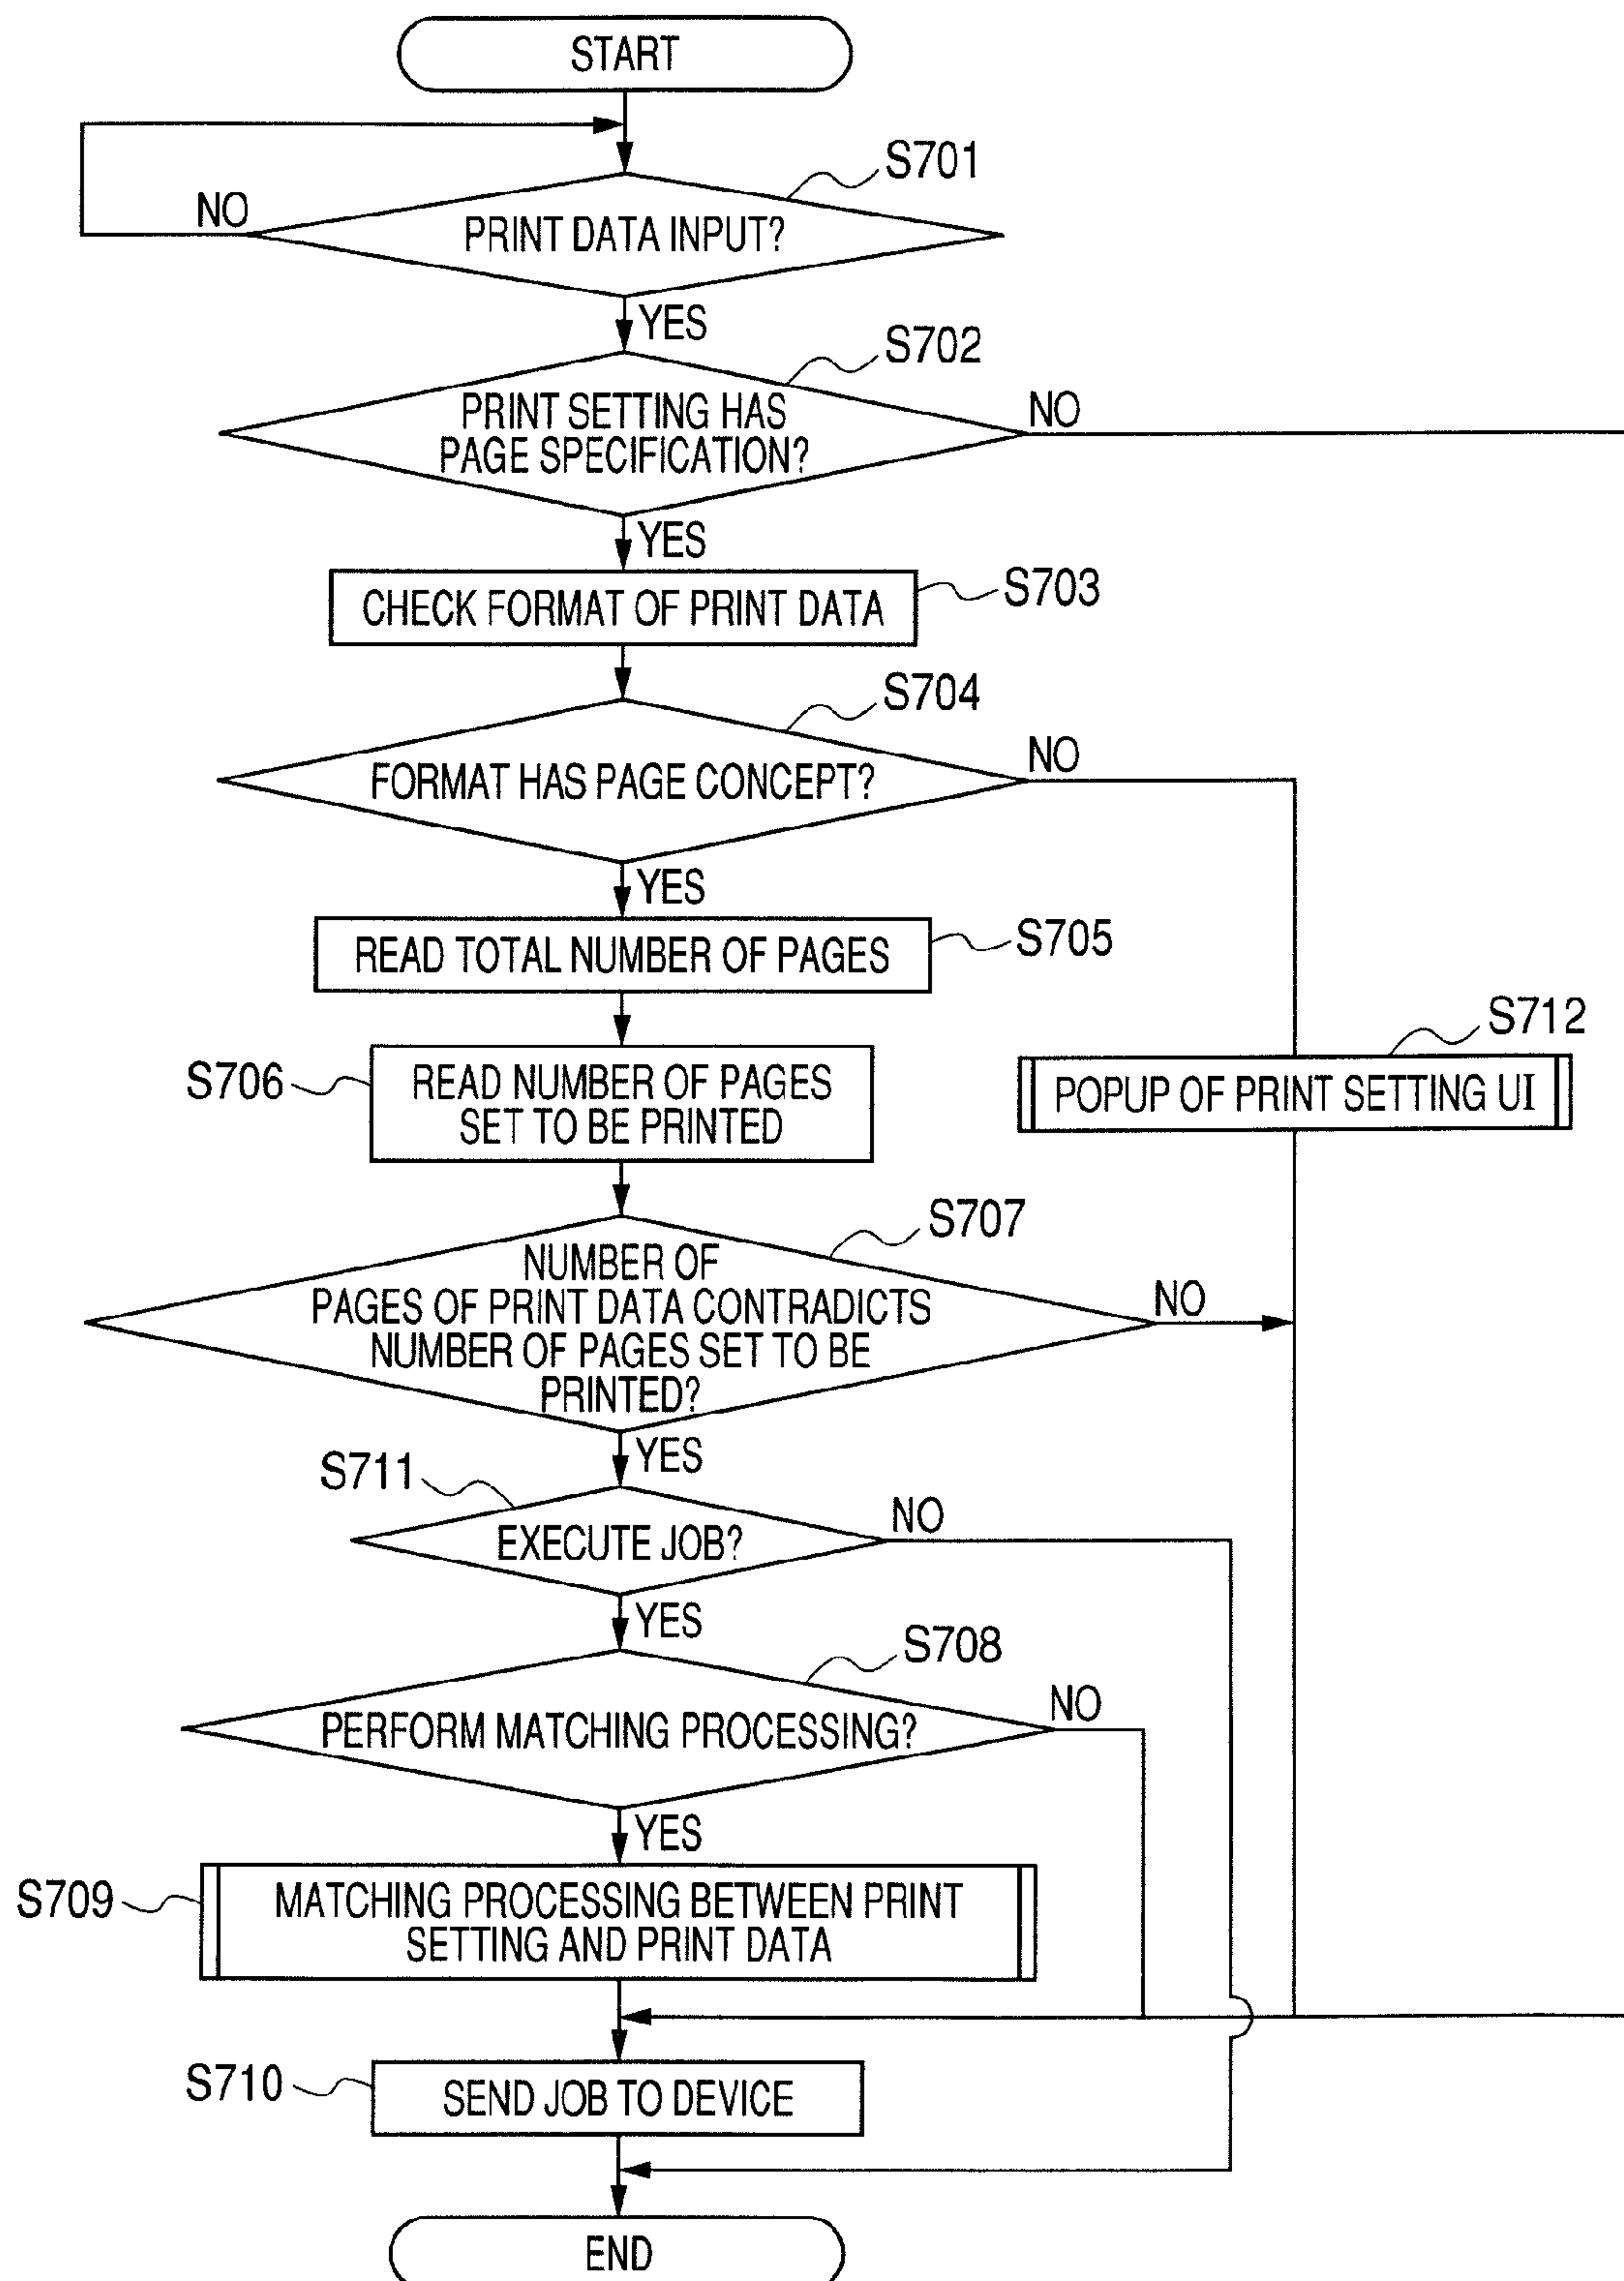 START
S701
NO
PRINT DATA INPUT?
YES
S702
PRINT SETTING HAS
PAGE SPECIFICATION?
NO
YES
S703
CHECK FORMAT OF PRINT DATA
S704
NO
FORMAT HAS PAGE CONCEPT?
YES
S705
READ TOTAL NUMBER OF PAGES
S712
POPUP OF PRINT SETTING UI
S706
READ NUMBER OF PAGES
SET TO BE PRINTED
S707
NUMBER OF
PAGES OF PRINT DATA CONTRADICTS
NUMBER OF PAGES SET TO BE
PRINTED?
NO
YES
S711
NO
EXECUTE JOB?
YES
S708
NO
PERFORM MATCHING PROCESSING?
YES
S709
MATCHING PROCESSING BETWEEN PRINT
SETTING AND PRINT DATA
S710
SEND JOB TO DEVICE
END